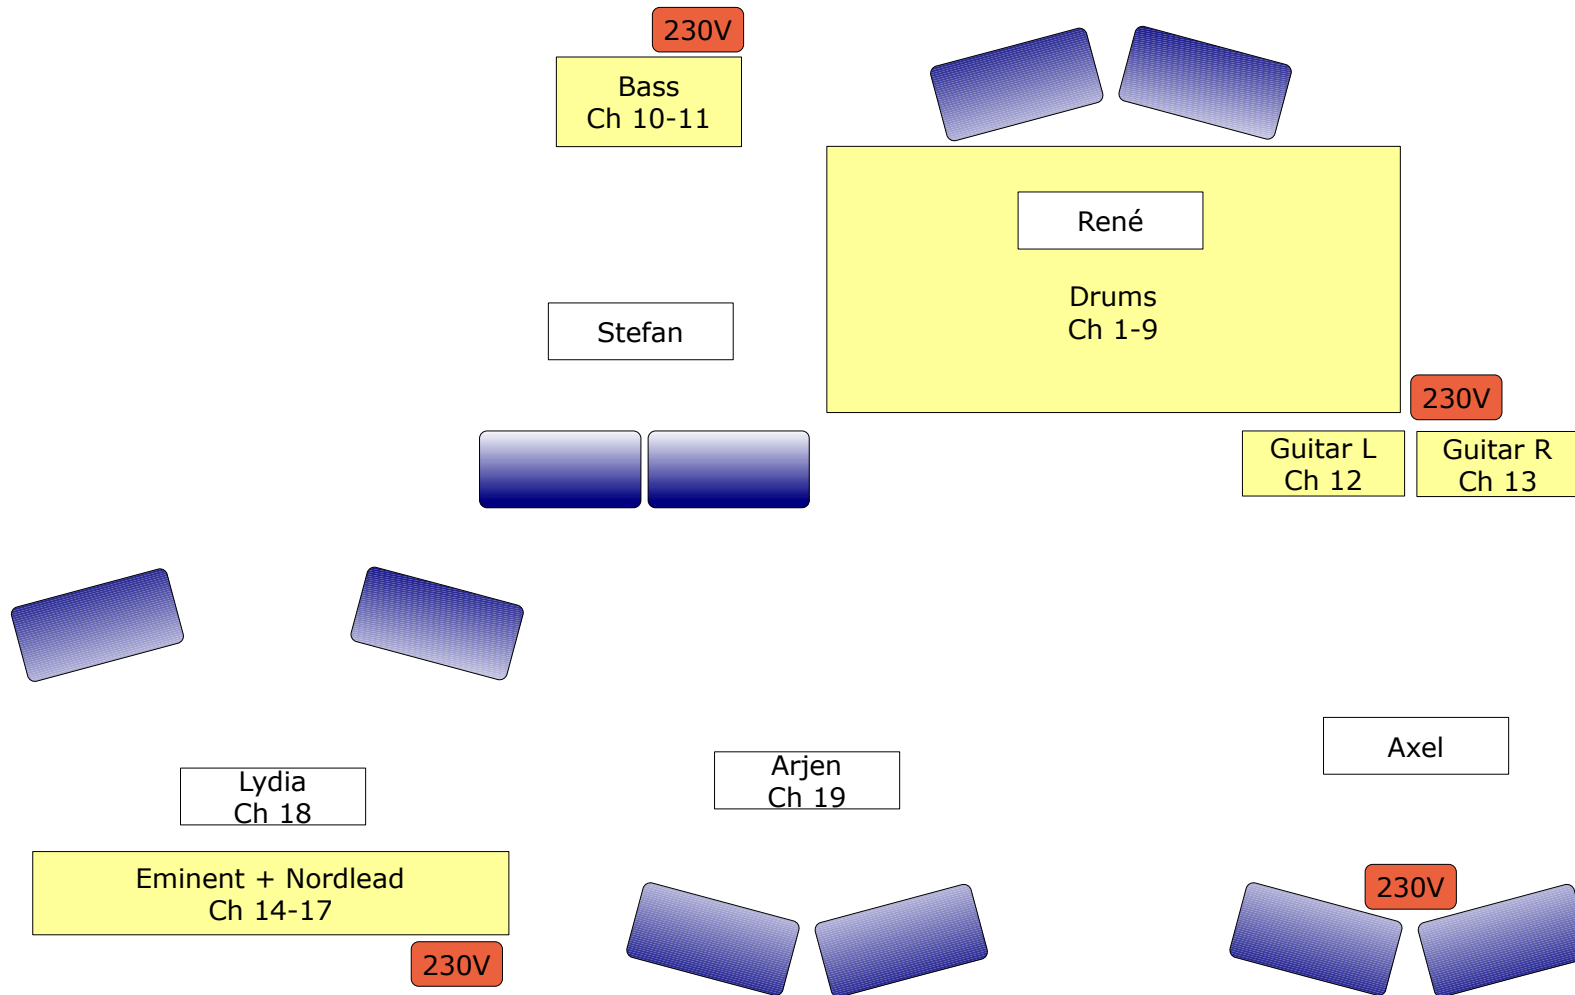 230V
Bass
Ch 10-11
René
Drums
Ch 1-9
Stefan
230V
Guitar L
Ch 12
Guitar R
Ch 13
Axel
Arjen
Ch 19
Lydia
Ch 18
Eminent + Nordlead
Ch 14-17
230V
230V